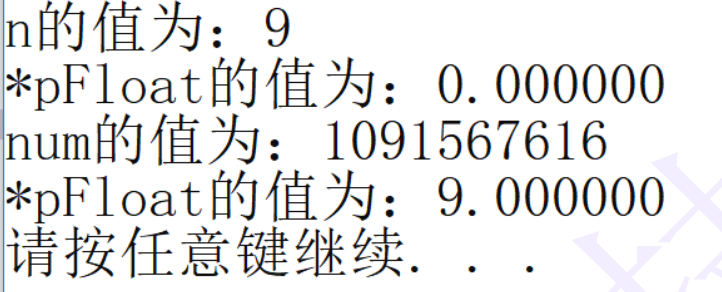 n的值为：9
*pFloat的值为：0.000000
num的值为：1091567616
*pFloat的值为：9.000000
请按任意键继续. . .